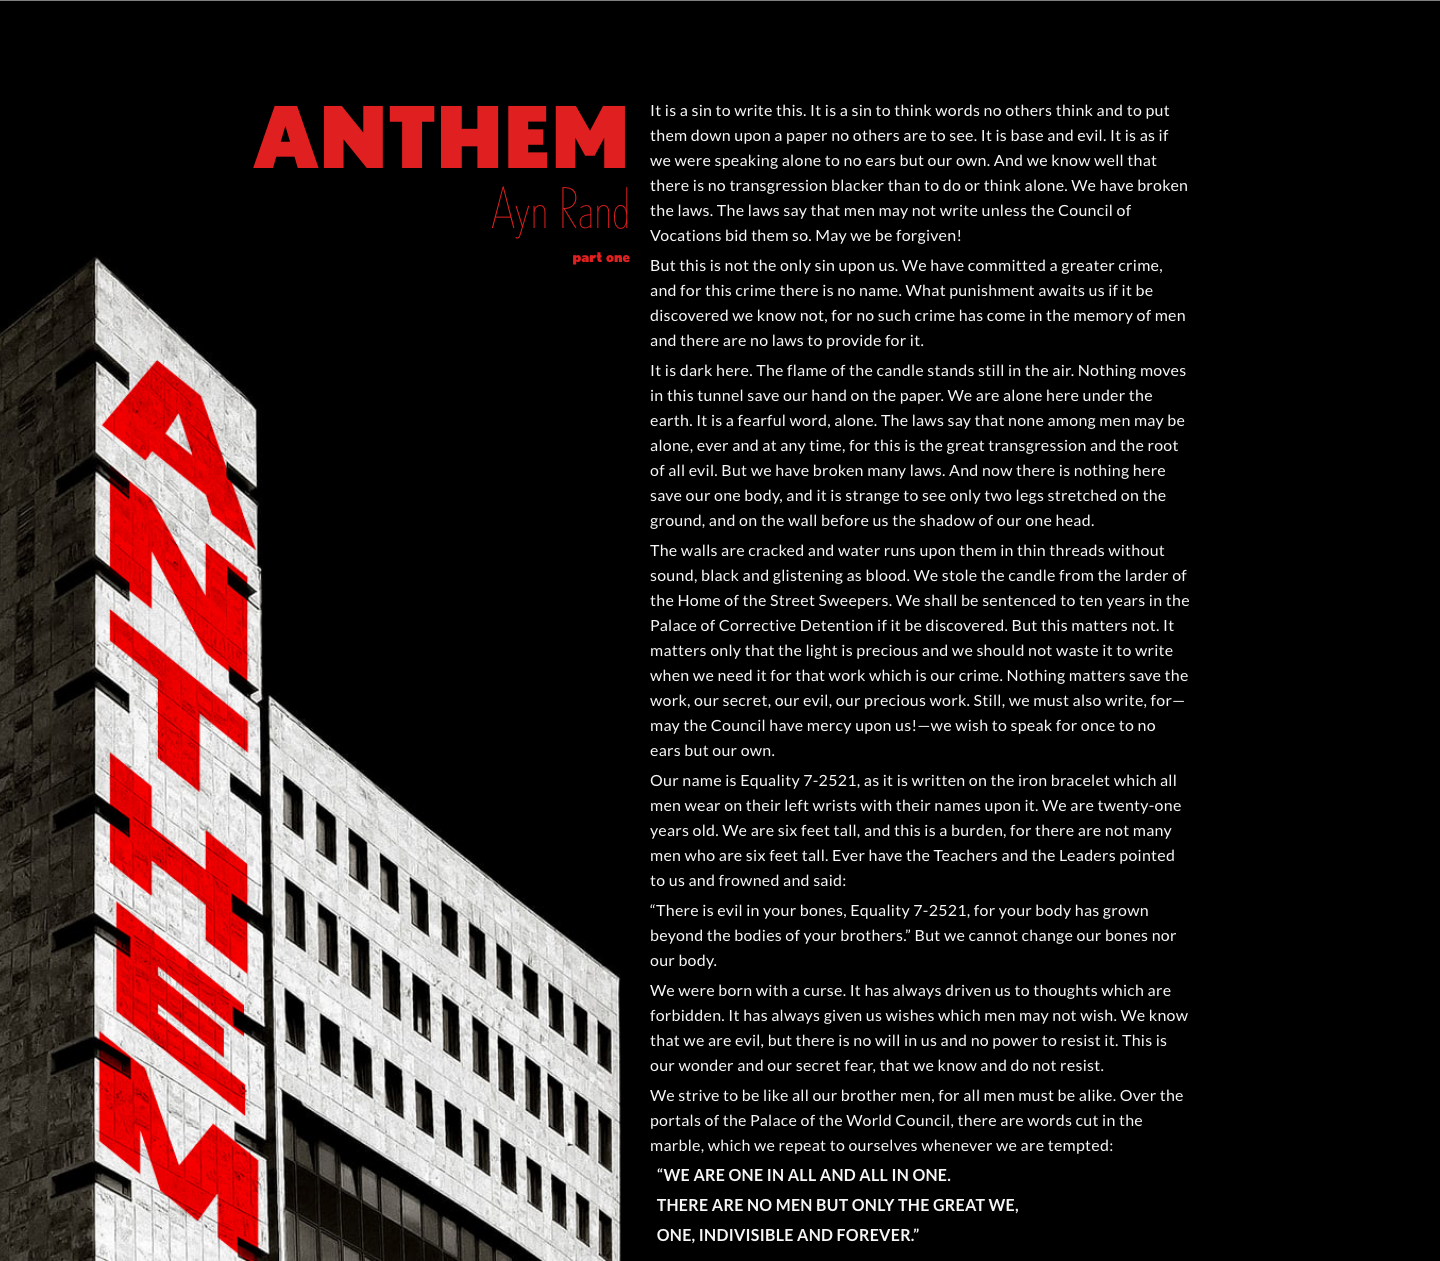 ANTHEM
Ayn Rand
part one
ANTHEM
It is a sin to write this. It is a sin to think words no others think and to put
them down upon a paper no others are to see. It is base and evil. It is as if
we were speaking alone to no ears but our own. And we know well that
there is no transgression blacker than to do or think alone. We have broken
the laws. The laws say that men may not write unless the Council of
Vocations bid them so. May we be forgiven!
But this is not the only sin upon us. We have committed a greater crime,
and for this crime there is no name. What punishment awaits us if it be
discovered we know not, for no such crime has come in the memory of men
and there are no laws to provide for it.
It is dark here. The flame of the candle stands still in the air. Nothing moves
in this tunnel save our hand on the paper. We are alone here under the
earth. It is a fearful word, alone. The laws say that none among men may be
alone, ever and at any time, for this is the great transgression and the root
of all evil. But we have broken many laws. And now there is nothing here
save our one body, and it is strange to see only two legs stretched on the
ground, and on the wall before us the shadow of our one head.
The walls are cracked and water runs upon them in thin threads without
sound, black and glistening as blood. We stole the candle from the larder of
the Home of the Street Sweepers. We shall be sentenced to ten years in the
Palace of Corrective Detention if it be discovered. But this matters not. It
matters only that the light is precious and we should not waste it to write
when we need it for that work which is our crime. Nothing matters save the
work, our secret, our evil, our precious work. Still, we must also write, for—
may the Council have mercy upon us!—we wish to speak for once to no
ears but our own.
Our name is Equality 7-2521, as it is written on the iron bracelet which all
men wear on their left wrists with their names upon it. We are twenty-one
years old. We are six feet tall, and this is a burden, for there are not many
men who are six feet tall. Ever have the Teachers and the Leaders pointed
to us and frowned and said:
“There is evil in your bones, Equality 7-2521, for your body has grown
beyond the bodies of your brothers.” But we cannot change our bones nor
our body.
We were born with a curse. It has always driven us to thoughts which are
forbidden. It has always given us wishes which men may not wish. We know
that we are evil, but there is no will in us and no power to resist it. This is
our wonder and our secret fear, that we know and do not resist.
We strive to be like all our brother men, for all men must be alike. Over the
portals of the Palace of the World Council, there are words cut in the
marble, which we repeat to ourselves whenever we are tempted:
“WE ARE ONE IN ALL AND ALL IN ONE.
THERE ARE NO MEN BUT ONLY THE GREAT WE,
ONE, INDIVISIBLE AND FOREVER.”